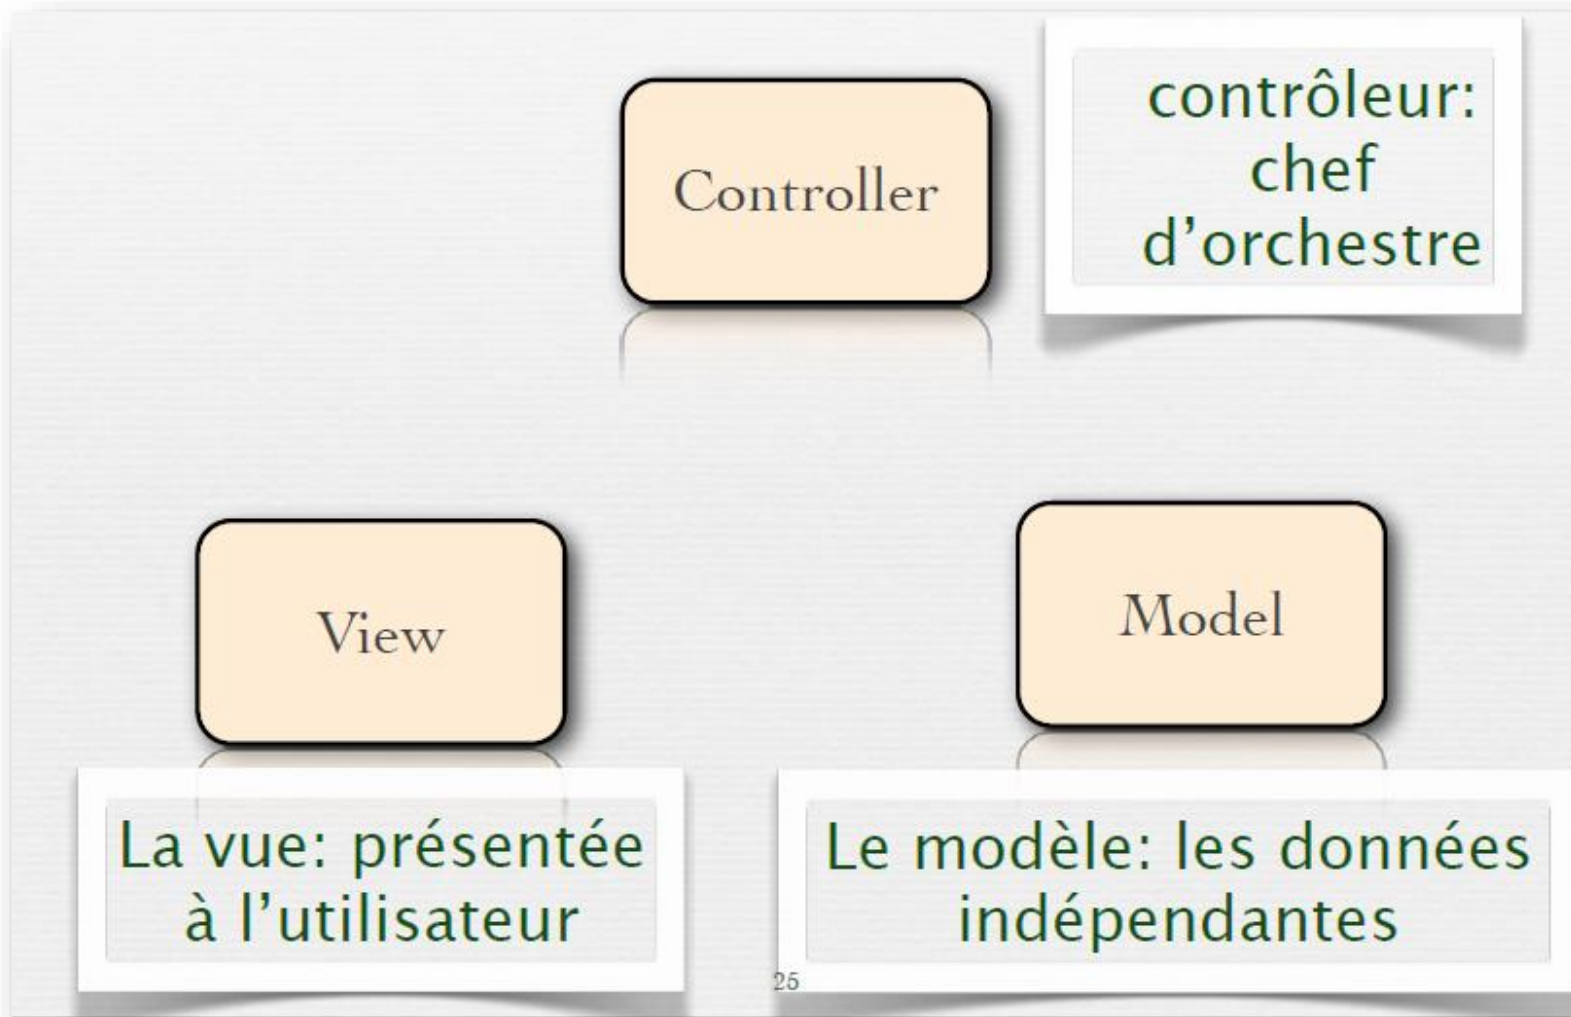 Controller
contrôleur:
chef
d’orchestre
View
Model
La vue: présentée
à l’utilisateur
Le modèle: les données
indépendantes
25